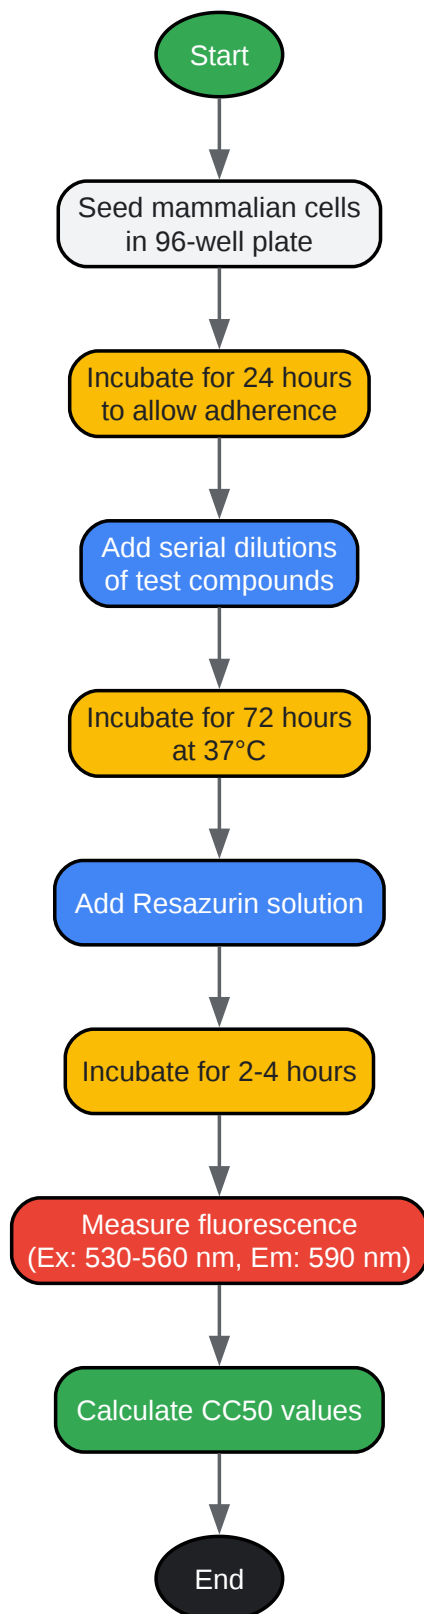 Start
Seed mammalian cells
in 96-well plate
Incubate for 24 hours
to allow adherence
Add serial dilutions
of test compounds
Incubate for 72 hours
at 37°C
Add Resazurin solution
Incubate for 2-4 hours
Measure fluorescence
(Ex: 530-560 nm, Em: 590 nm)
Calculate CC50 values
End